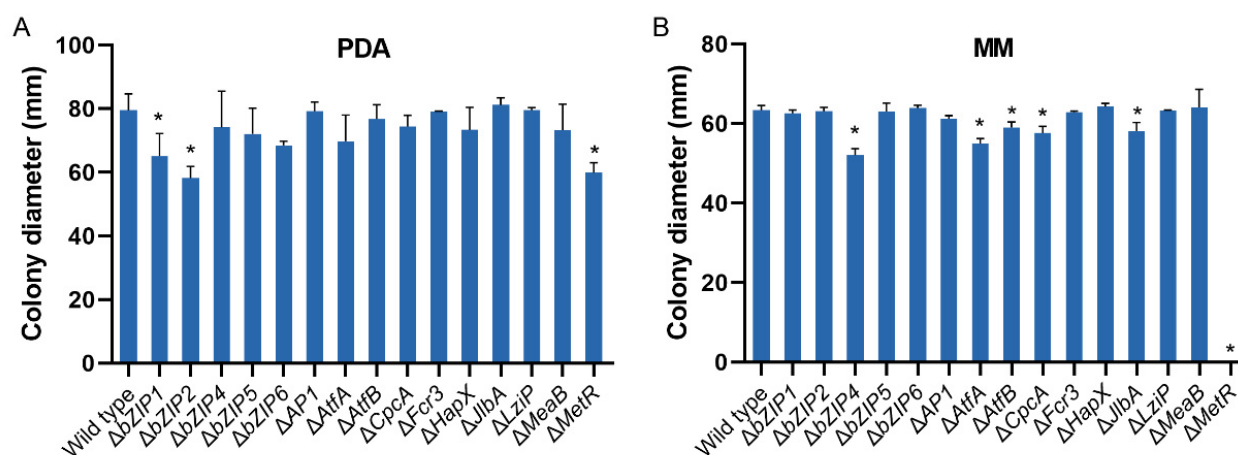 A
PDA
Colony diameter (mm)
100
80
60
40
20
0
*
*
*
Wild type
ΔbZIP1
ΔbZIP2
ΔbZIP4
ΔbZIP5
ΔbZIP6
ΔAP1
ΔAtfA
ΔAtfB
ΔCpcA
ΔFcr3
ΔHapX
ΔJlbA
ΔLziP
ΔMeaB
ΔMetR
B
MM
Colony diameter (mm)
80
60
40
20
0
*
*
*
*
*
*
Wild type
ΔbZIP1
ΔbZIP2
ΔbZIP4
ΔbZIP5
ΔbZIP6
ΔAP1
ΔAtfA
ΔAtfB
ΔCpcA
ΔFcr3
ΔHapX
ΔJlbA
ΔLziP
ΔMeaB
ΔMetR